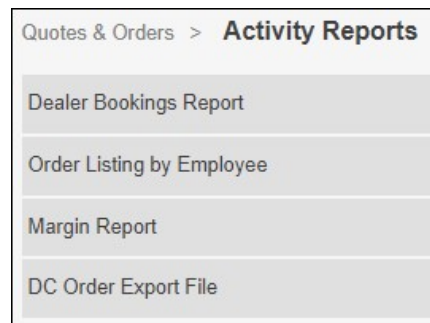 Quotes & Orders > Activity Reports
Dealer Bookings Report
Order Listing by Employee
Margin Report
DC Order Export File